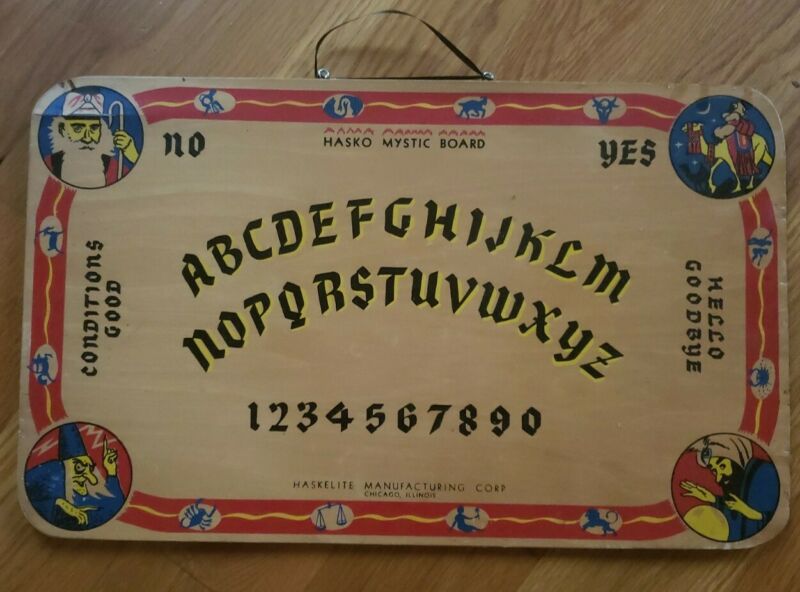 NO
HASKO MYSTIC BOARD
YES
ABCDEFGHIJKLM
NOPQRSTUVWXYZ
1234567890
CONDITIONS
GOOD
HELLO
GOODBYE
HASKELITE MANUFACTURING CORP
CHICAGO, ILLINOIS